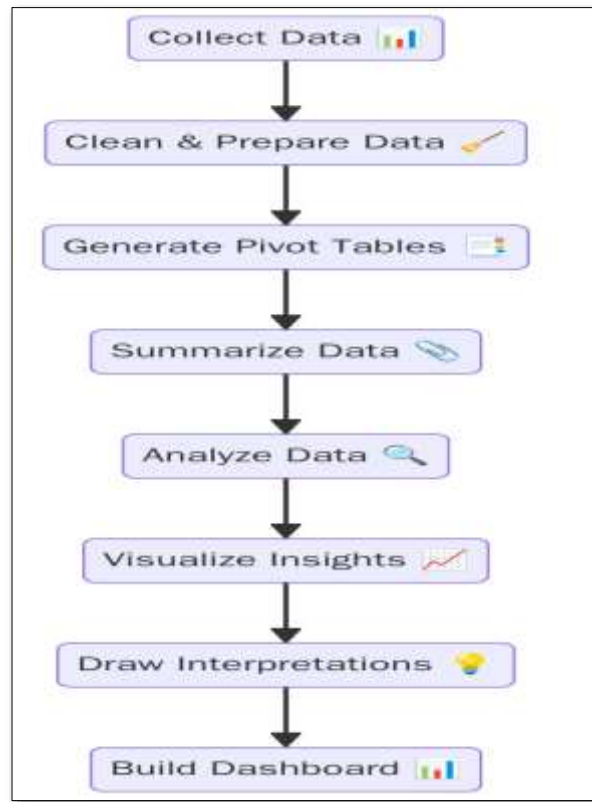 Collect Data 📊
Clean & Prepare Data 🧹
Generate Pivot Tables 📑
Summarize Data 📎
Analyze Data 🔍
Visualize Insights 📈
Draw Interpretations 💡
Build Dashboard 📊